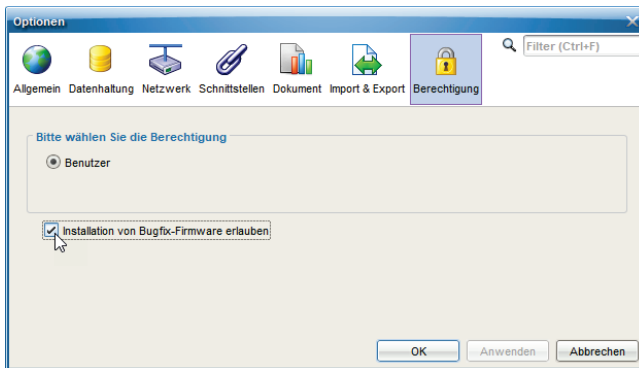 Optionen
Filter (Ctrl+F)
Allgemein Datenhaltung Netzwerk Schnittstellen Dokument Import & Export Berechtigung
Bitte wählen Sie die Berechtigung
Benutzer
Installation von Bugfix-Firmware erlauben
OK Anwenden Abbrechen